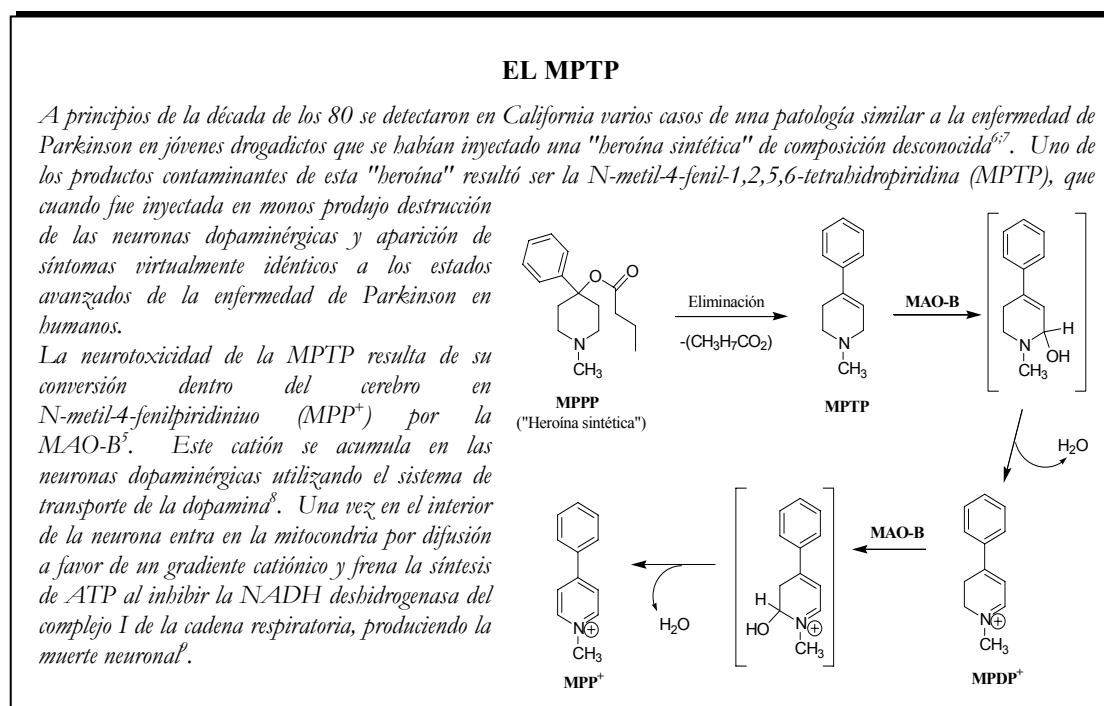 EL MPTP
A principios de la década de los 80 se detectaron en California varios casos de una patología similar a la enfermedad de
Parkinson en jóvenes drogadictos que se habían inyectado una "heroína sintética" de composición desconocida6;7. Uno de
los productos contaminantes de esta "heroína" resultó ser la N-metil-4-fenil-1,2,5,6-tetrahidropiridina (MPTP), que
cuando fue inyectada en monos produjo destrucción
de las neuronas dopaminérgicas y aparición de
síntomas virtualmente idénticos a los estados
avanzados de la enfermedad de Parkinson en
humanos.
La neurotoxicidad de la MPTP resulta de su
conversión dentro del cerebro en
N-metil-4-fenilpiridiniuo (MPP+) por la
MAO-B5. Este catión se acumula en las
neuronas dopaminérgicas utilizando el sistema de
transporte de la dopamina8. Una vez en el interior
de la neurona entra en la mitocondria por difusión
a favor de un gradiente catiónico y frena la síntesis
de ATP al inhibir la NADH deshidrogenasa del
complejo I de la cadena respiratoria, produciendo la
muerte neuronal9.
O
O
N
CH3
MPPP
("Heroína sintética")
Eliminación
-(CH3H7CO2)
N
CH3
MPTP
MAO-B
H
N
OH
CH3
H2O
N
+
CH3
MPDP+
MAO-B
H
HO
N
+
CH3
H2O
N
+
CH3
MPP+